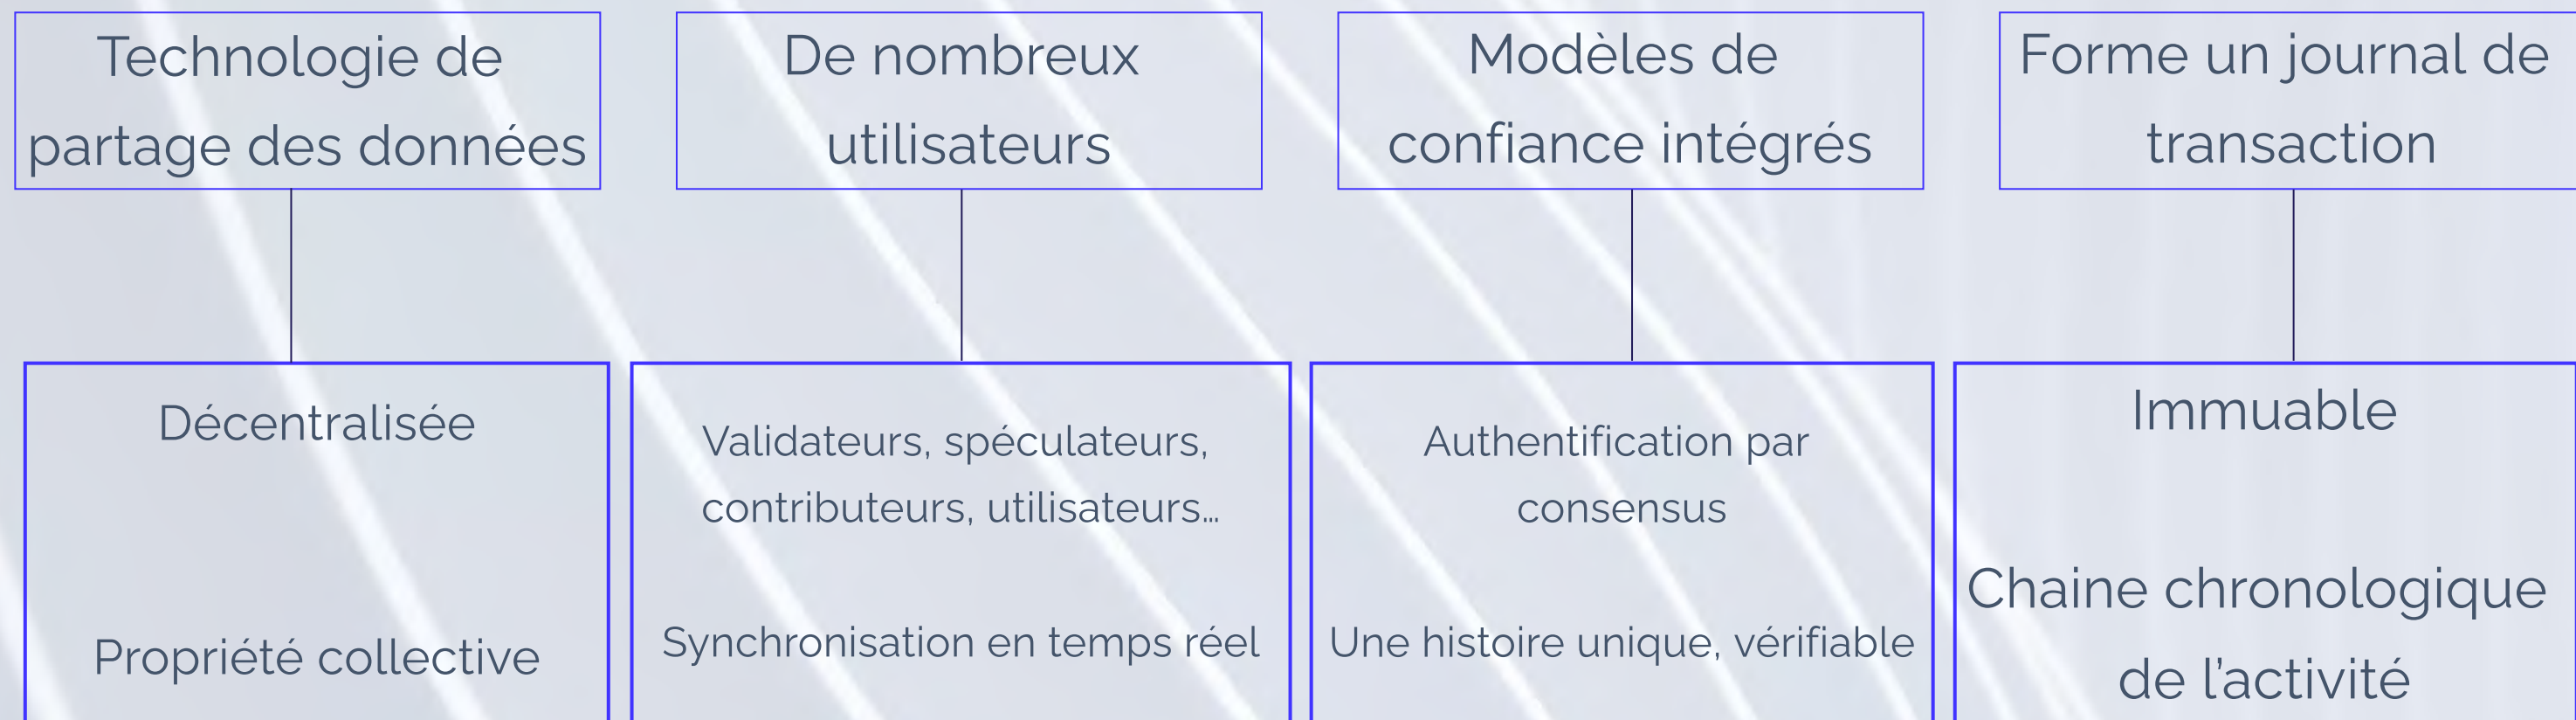 Technologie de
partage des données
De nombreux
utilisateurs
Modèles de
confiance intégrés
Forme un journal de
transaction
Décentralisée
Propriété collective
Validateurs, spéculateurs,
contributeurs, utilisateurs…
Synchronisation en temps réel
Authentification par
consensus
Une histoire unique, vérifiable
Immuable
Chaine chronologique
de l’activité